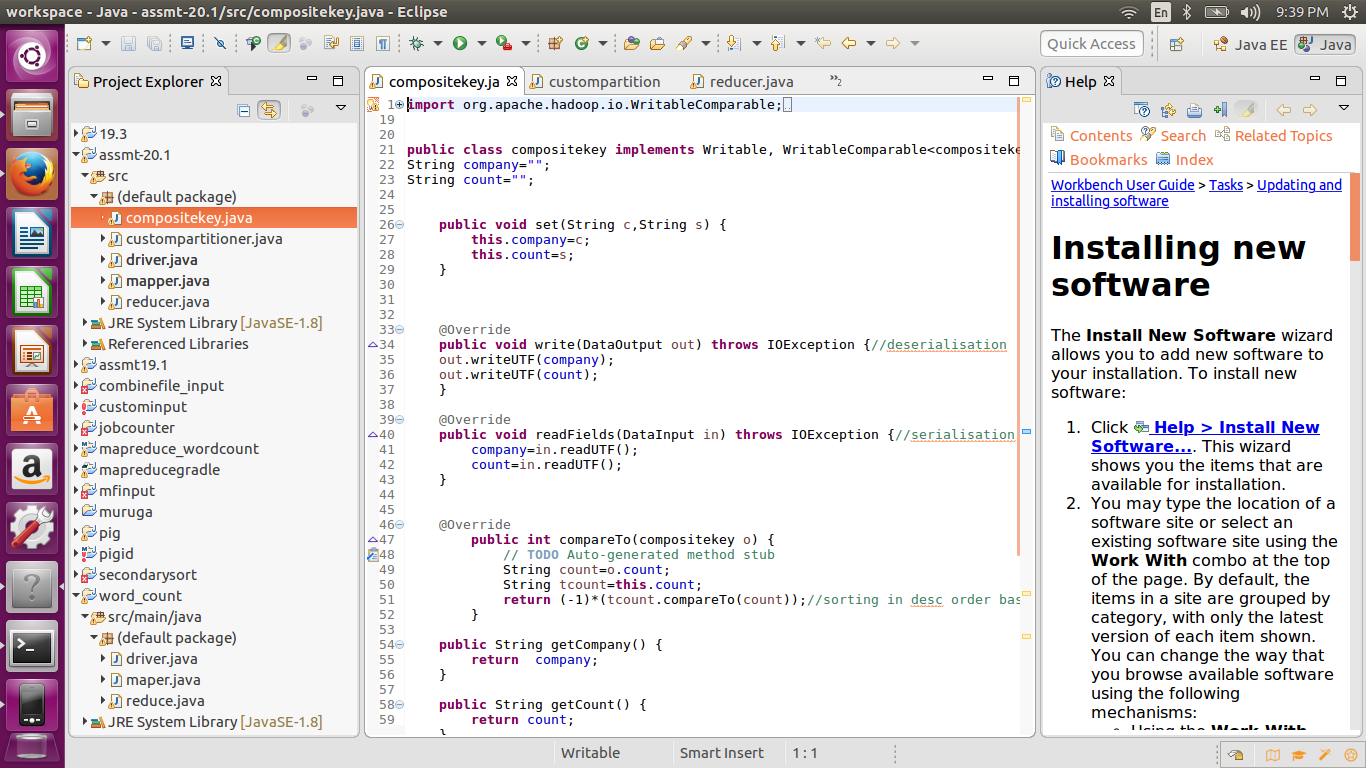 workspace - Java - assmt-20.1/src/compositekey.java - Eclipse
En
9:39 PM
Quick Access
Java EE
Java
Project Explorer
19.3
assmt-20.1
src
(default package)
compositekey.java
custompartitioner.java
driver.java
mapper.java
reducer.java
JRE System Library [JavaSE-1.8]
Referenced Libraries
assmt19.1
combinefile_input
custominput
jobcounter
mapreduce_wordcount
mapreducegradle
mfinput
muruga
pig
pigid
secondarysort
word_count
src/main/java
(default package)
driver.java
maper.java
reduce.java
JRE System Library [JavaSE-1.8]
compositekey.ja
custompartition
reducer.java
»2
1 import org.apache.hadoop.io.WritableComparable;
19
20
21 public class compositekey implements Writable, WritableComparable<compositeke
22 String company="";
23 String count="";
24
25
26 public void set(String c,String s) {
27 this.company=c;
28 this.count=s;
29 }
30
31
32
33 @Override
34 public void write(DataOutput out) throws IOException {//deserialisation
35 out.writeUTF(company);
36 out.writeUTF(count);
37 }
38
39 @Override
40 public void readFields(DataInput in) throws IOException {//serialisation
41 company=in.readUTF();
42 count=in.readUTF();
43 }
44
45
46 @Override
47 public int compareTo(compositekey o) {
48 // TODO Auto-generated method stub
49 String count=o.count;
50 String tcount=this.count;
51 return (-1)*(tcount.compareTo(count));//sorting in desc order bas
52 }
53
54 public String getCompany() {
55 return  company;
56 }
57
58 public String getCount() {
59 return count;
}
Help
Contents Search Related Topics
Bookmarks Index
Workbench User Guide > Tasks > Updating and
installing software
Installing new
software
The Install New Software wizard
allows you to add new software to
your installation. To install new
software:
1. Click Help > Install New
Software.... This wizard
shows you the items that are
available for installation.
2. You may type the location of a
software site or select an
existing software site using the
Work With combo at the top
of the page. By default, the
items in a site are grouped by
category, with only the latest
version of each item shown.
You can change the way that
you browse available software
using the following
mechanisms:
Using the Work With
Writable
Smart Insert
1 : 1